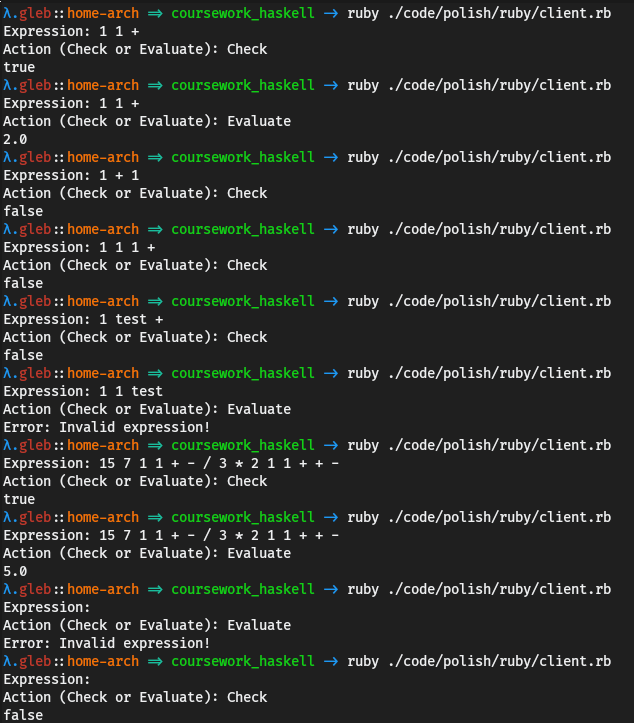 λ.gleb::home-arch ⇒ coursework_haskell → ruby ./code/polish/ruby/client.rb
Expression: 1 1 +
Action (Check or Evaluate): Check
true
λ.gleb::home-arch ⇒ coursework_haskell → ruby ./code/polish/ruby/client.rb
Expression: 1 1 +
Action (Check or Evaluate): Evaluate
2.0
λ.gleb::home-arch ⇒ coursework_haskell → ruby ./code/polish/ruby/client.rb
Expression: 1 + 1
Action (Check or Evaluate): Check
false
λ.gleb::home-arch ⇒ coursework_haskell → ruby ./code/polish/ruby/client.rb
Expression: 1 1 1 +
Action (Check or Evaluate): Check
false
λ.gleb::home-arch ⇒ coursework_haskell → ruby ./code/polish/ruby/client.rb
Expression: 1 test +
Action (Check or Evaluate): Check
false
λ.gleb::home-arch ⇒ coursework_haskell → ruby ./code/polish/ruby/client.rb
Expression: 1 1 test
Action (Check or Evaluate): Evaluate
Error: Invalid expression!
λ.gleb::home-arch ⇒ coursework_haskell → ruby ./code/polish/ruby/client.rb
Expression: 15 7 1 1 + - / 3 * 2 1 1 + + -
Action (Check or Evaluate): Check
true
λ.gleb::home-arch ⇒ coursework_haskell → ruby ./code/polish/ruby/client.rb
Expression: 15 7 1 1 + - / 3 * 2 1 1 + + -
Action (Check or Evaluate): Evaluate
5.0
λ.gleb::home-arch ⇒ coursework_haskell → ruby ./code/polish/ruby/client.rb
Expression:
Action (Check or Evaluate): Evaluate
Error: Invalid expression!
λ.gleb::home-arch ⇒ coursework_haskell → ruby ./code/polish/ruby/client.rb
Expression:
Action (Check or Evaluate): Check
false